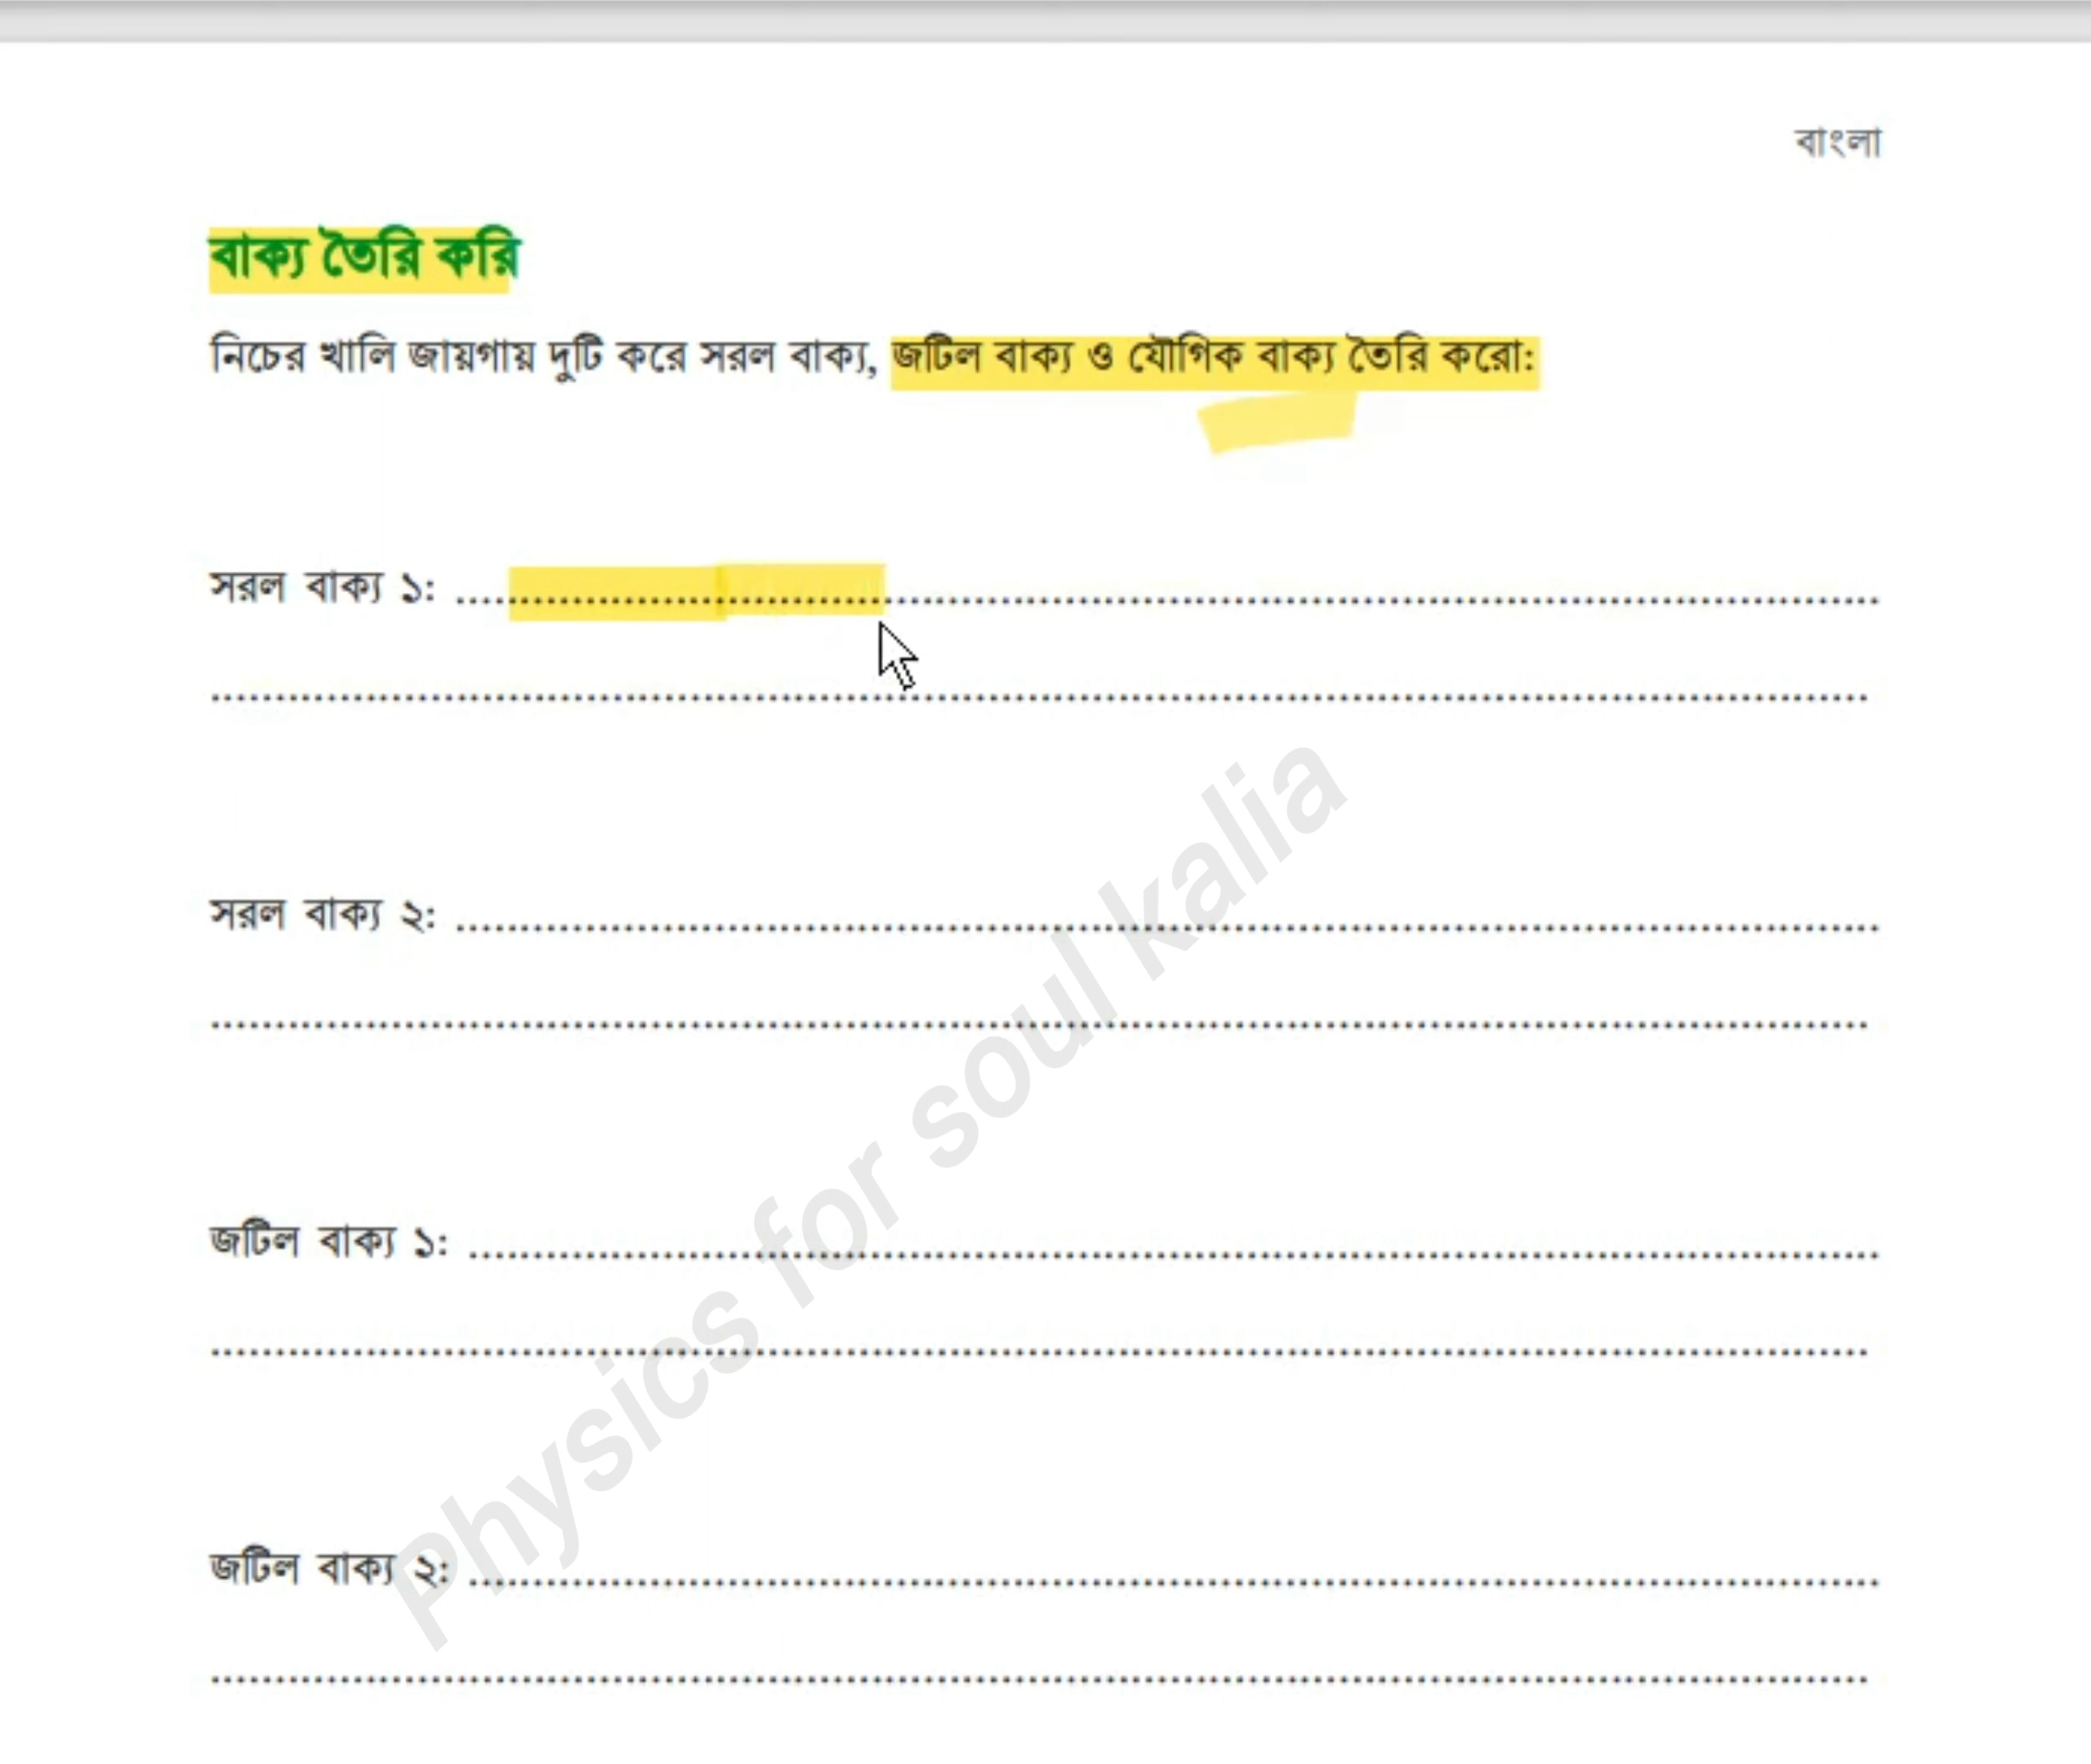 বাংলা
বাক্য তৈরি করি
নিচের খালি জায়গায় দুটি করে সরল বাক্য, জটিল বাক্য ও যৌগিক বাক্য তৈরি করো:
সরল বাক্য ১: ....................................................................................................
....................................................................................................
সরল বাক্য ২: ....................................................................................................
....................................................................................................
জটিল বাক্য ১: ....................................................................................................
....................................................................................................
জটিল বাক্য ২: ....................................................................................................
....................................................................................................
Physics for soul kalia